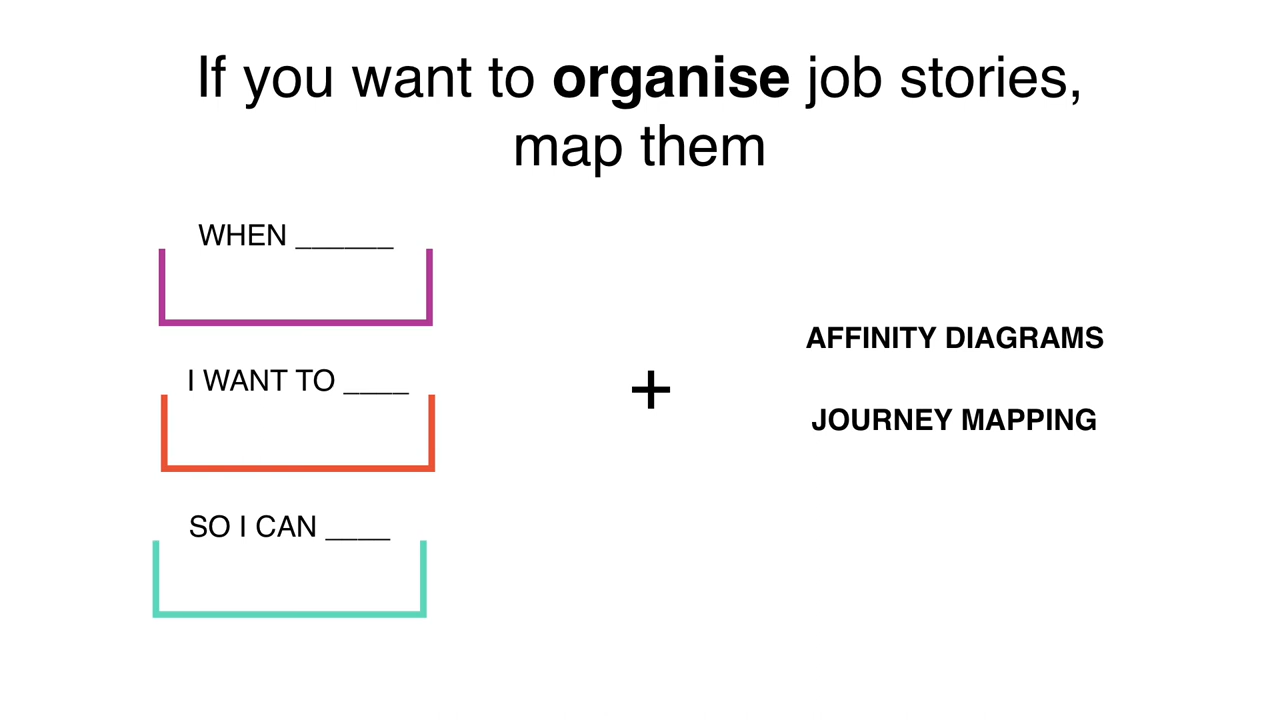 If you want to organise job stories,
map them
WHEN ______
I WANT TO ____
SO I CAN ____
+
AFFINITY DIAGRAMS
JOURNEY MAPPING